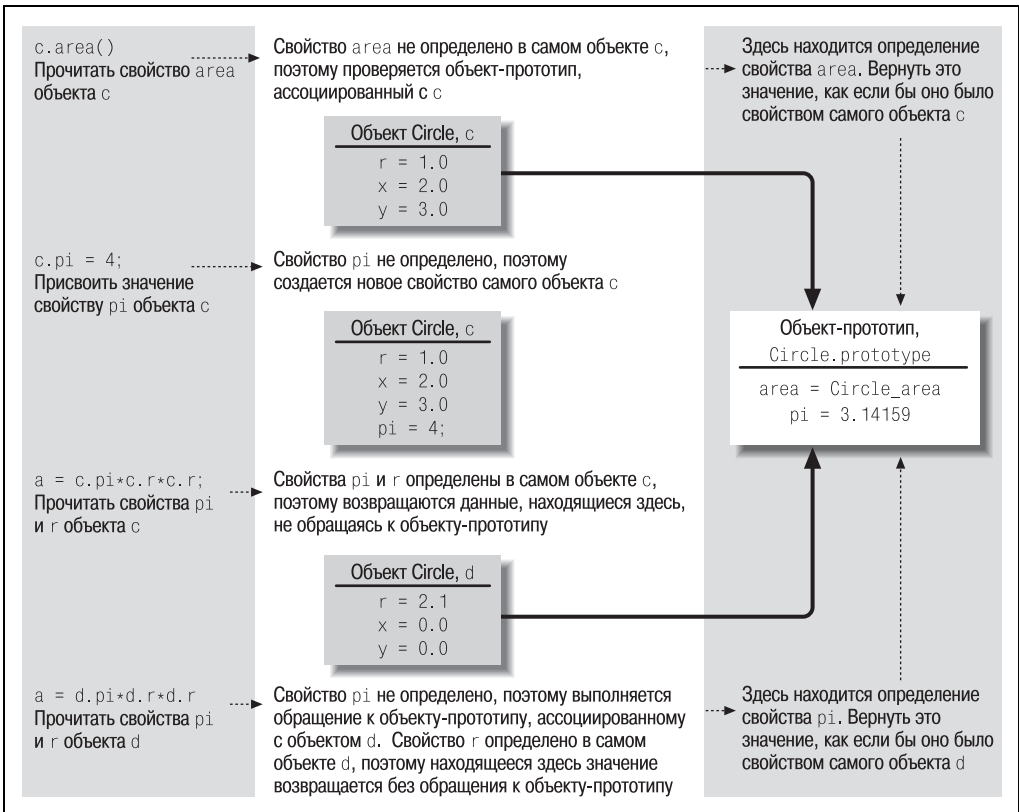 c.area()
Прочитать свойство area
объекта c
Свойство area не определено в самом объекте c,
поэтому проверяется объект-прототип,
ассоциированный с c
Здесь находится определение
свойства area. Вернуть это
значение, как если бы оно было
свойством самого объекта c
Объект Circle, c
r = 1.0
x = 2.0
y = 3.0
c.pi = 4;
Присвоить значение
свойству pi объекта c
Свойство pi не определено, поэтому
создается новое свойство самого объекта c
Объект Circle, c
r = 1.0
x = 2.0
y = 3.0
pi = 4;
Объект-прототип,
Circle.prototype
area = Circle_area
pi = 3.14159
a = c.pi*c.r*c.r;
Прочитать свойства pi
и r объекта c
Свойства pi и r определены в самом объекте c,
поэтому возвращаются данные, находящиеся здесь,
не обращаясь к объекту-прототипу
Объект Circle, d
r = 2.1
x = 0.0
y = 0.0
a = d.pi*d.r*d.r
Прочитать свойства pi
и r объекта d
Свойство pi не определено, поэтому выполняется
обращение к объекту-прототипу, ассоциированному
с объектом d. Свойство r определено в самом
объекте d, поэтому находящееся здесь значение
возвращается без обращения к объекту-прототипу
Здесь находится определение
свойства pi. Вернуть это
значение, как если бы оно было
свойством самого объекта d